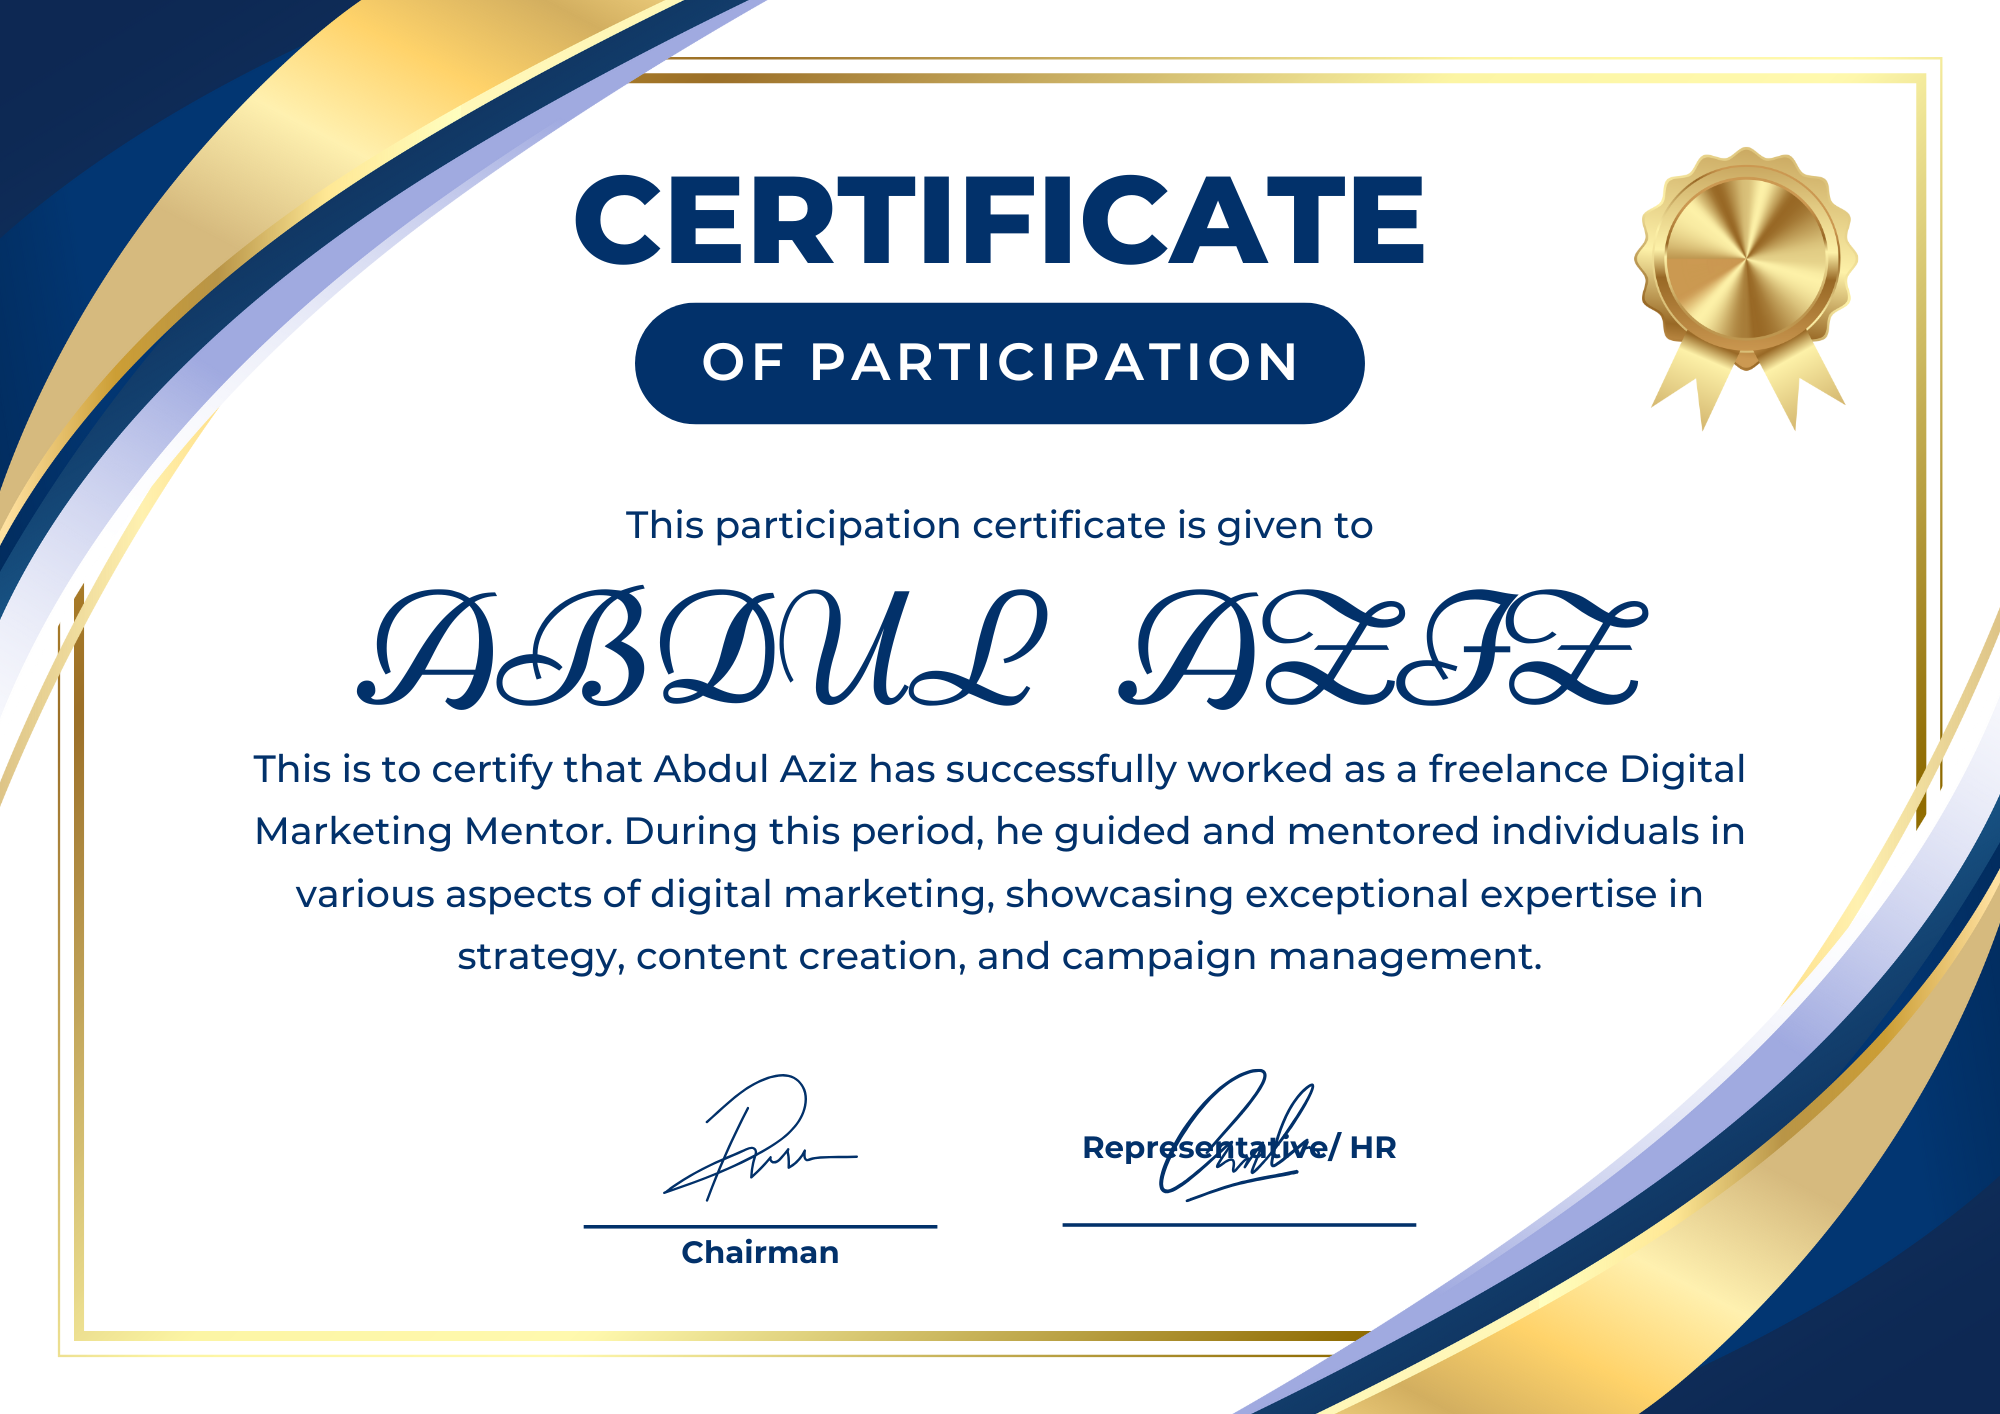 CERTIFICATE
OF PARTICIPATION
This participation certificate is given to
ABDUL AZIZ
This is to certify that Abdul Aziz has successfully worked as a freelance Digital
Marketing Mentor. During this period, he guided and mentored individuals in
various aspects of digital marketing, showcasing exceptional expertise in
strategy, content creation, and campaign management.
Representative/ HR
Chairman